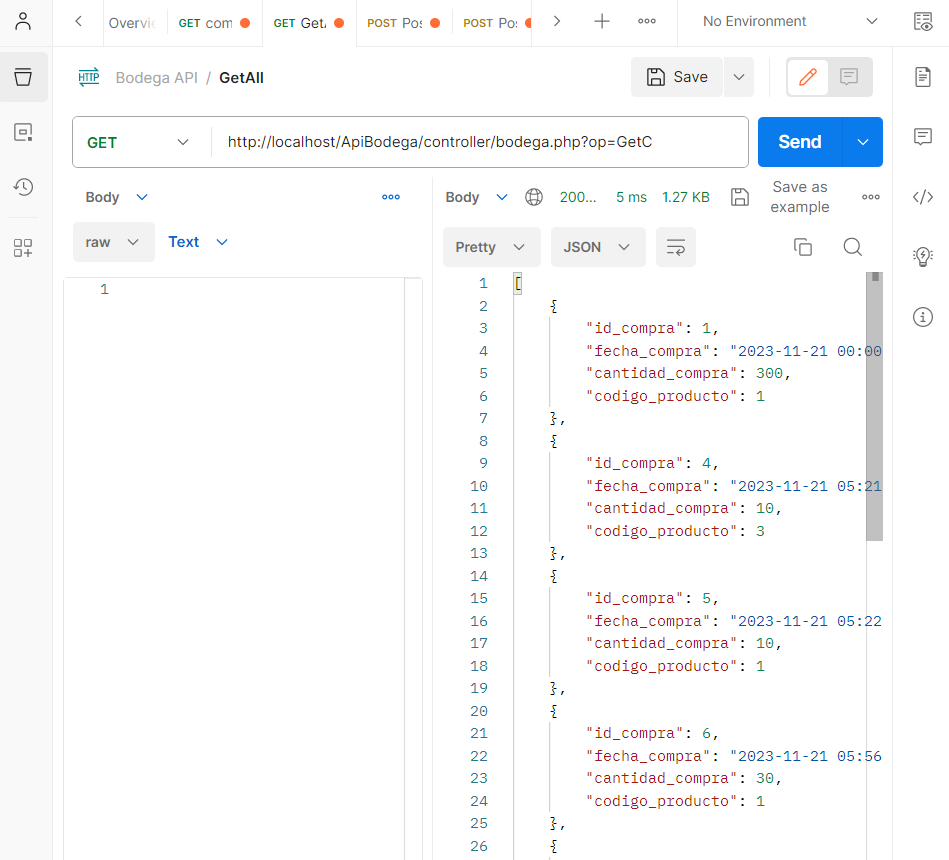 Overvi
GET com
GET GetA
POST Pos
POST Pos
No Environment
HTTP Bodega API / GetAll
Save
GET
http://localhost/ApiBodega/controller/bodega.php?op=GetC
Send
Body
Body
200...
5 ms
1.27 KB
Save as
example
raw
Text
Pretty
JSON
1
1 [
2 {
3 "id_compra": 1,
4 "fecha_compra": "2023-11-21 00:00
5 "cantidad_compra": 300,
6 "codigo_producto": 1
7 },
8 {
9 "id_compra": 4,
10 "fecha_compra": "2023-11-21 05:21
11 "cantidad_compra": 10,
12 "codigo_producto": 3
13 },
14 {
15 "id_compra": 5,
16 "fecha_compra": "2023-11-21 05:22
17 "cantidad_compra": 10,
18 "codigo_producto": 1
19 },
20 {
21 "id_compra": 6,
22 "fecha_compra": "2023-11-21 05:56
23 "cantidad_compra": 30,
24 "codigo_producto": 1
25 },
26 {